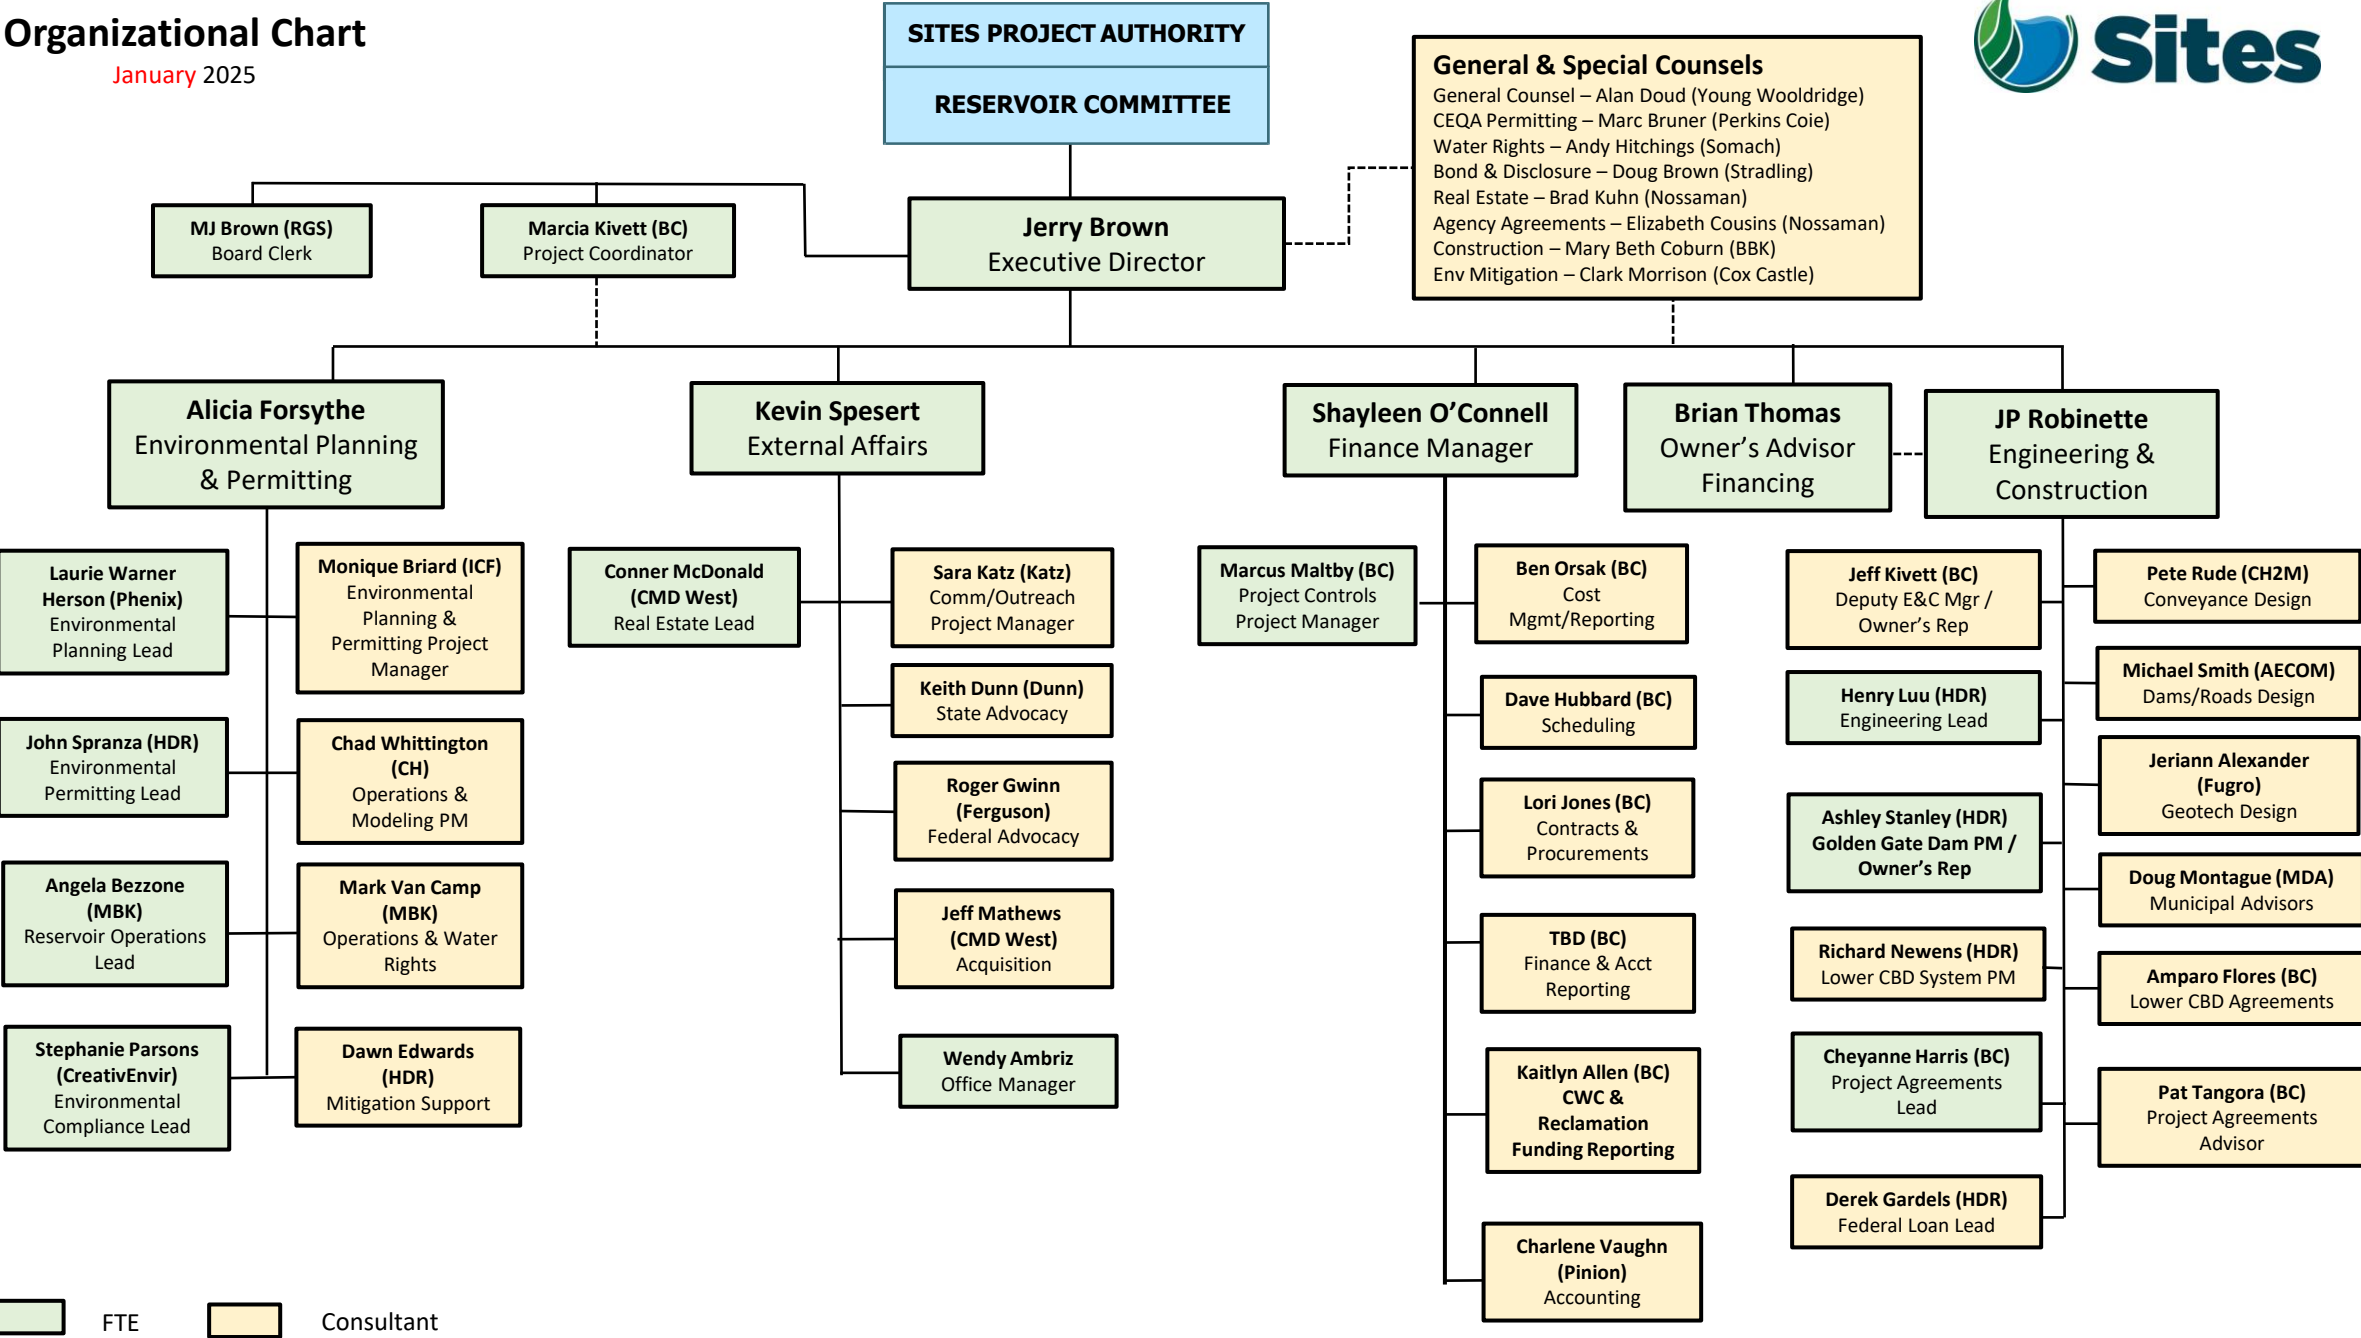 Organizational Chart
January 2025
SITES PROJECT AUTHORITY
RESERVOIR COMMITTEE
General & Special Counsels
General Counsel – Alan Doud (Young Wooldridge)
CEQA Permitting – Marc Bruner (Perkins Coie)
Water Rights – Andy Hitchings (Somach)
Bond & Disclosure – Doug Brown (Stradling)
Real Estate – Brad Kuhn (Nossaman)
Agency Agreements – Elizabeth Cousins (Nossaman)
Construction – Mary Beth Coburn (BBK)
Env Mitigation – Clark Morrison (Cox Castle)
Sites
MJ Brown (RGS)
Board Clerk
Marcia Kivett (BC)
Project Coordinator
Jerry Brown
Executive Director
Alicia Forsythe
Environmental Planning
& Permitting
Kevin Spesert
External Affairs
Shayleen O’Connell
Finance Manager
Brian Thomas
Owner’s Advisor
Financing
JP Robinette
Engineering &
Construction
Laurie Warner
Herson (Phenix)
Environmental
Planning Lead
Monique Briard (ICF)
Environmental
Planning &
Permitting Project
Manager
John Spranza (HDR)
Environmental
Permitting Lead
Chad Whittington
(CH)
Operations &
Modeling PM
Angela Bezzone
(MBK)
Reservoir Operations
Lead
Mark Van Camp
(MBK)
Operations & Water
Rights
Stephanie Parsons
(CreativEnvir)
Environmental
Compliance Lead
Dawn Edwards
(HDR)
Mitigation Support
Conner McDonald
(CMD West)
Real Estate Lead
Sara Katz (Katz)
Comm/Outreach
Project Manager
Keith Dunn (Dunn)
State Advocacy
Roger Gwinn
(Ferguson)
Federal Advocacy
Jeff Mathews
(CMD West)
Acquisition
Wendy Ambriz
Office Manager
Marcus Maltby (BC)
Project Controls
Project Manager
Ben Orsak (BC)
Cost
Mgmt/Reporting
Dave Hubbard (BC)
Scheduling
Lori Jones (BC)
Contracts &
Procurements
TBD (BC)
Finance & Acct
Reporting
Kaitlyn Allen (BC)
CWC &
Reclamation
Funding Reporting
Charlene Vaughn
(Pinion)
Accounting
Jeff Kivett (BC)
Deputy E&C Mgr /
Owner’s Rep
Henry Luu (HDR)
Engineering Lead
Ashley Stanley (HDR)
Golden Gate Dam PM /
Owner’s Rep
Richard Newens (HDR)
Lower CBD System PM
Cheyanne Harris (BC)
Project Agreements
Lead
Derek Gardels (HDR)
Federal Loan Lead
Pete Rude (CH2M)
Conveyance Design
Michael Smith (AECOM)
Dams/Roads Design
Jeriann Alexander
(Fugro)
Geotech Design
Doug Montague (MDA)
Municipal Advisors
Amparo Flores (BC)
Lower CBD Agreements
Pat Tangora (BC)
Project Agreements
Advisor
FTE
Consultant